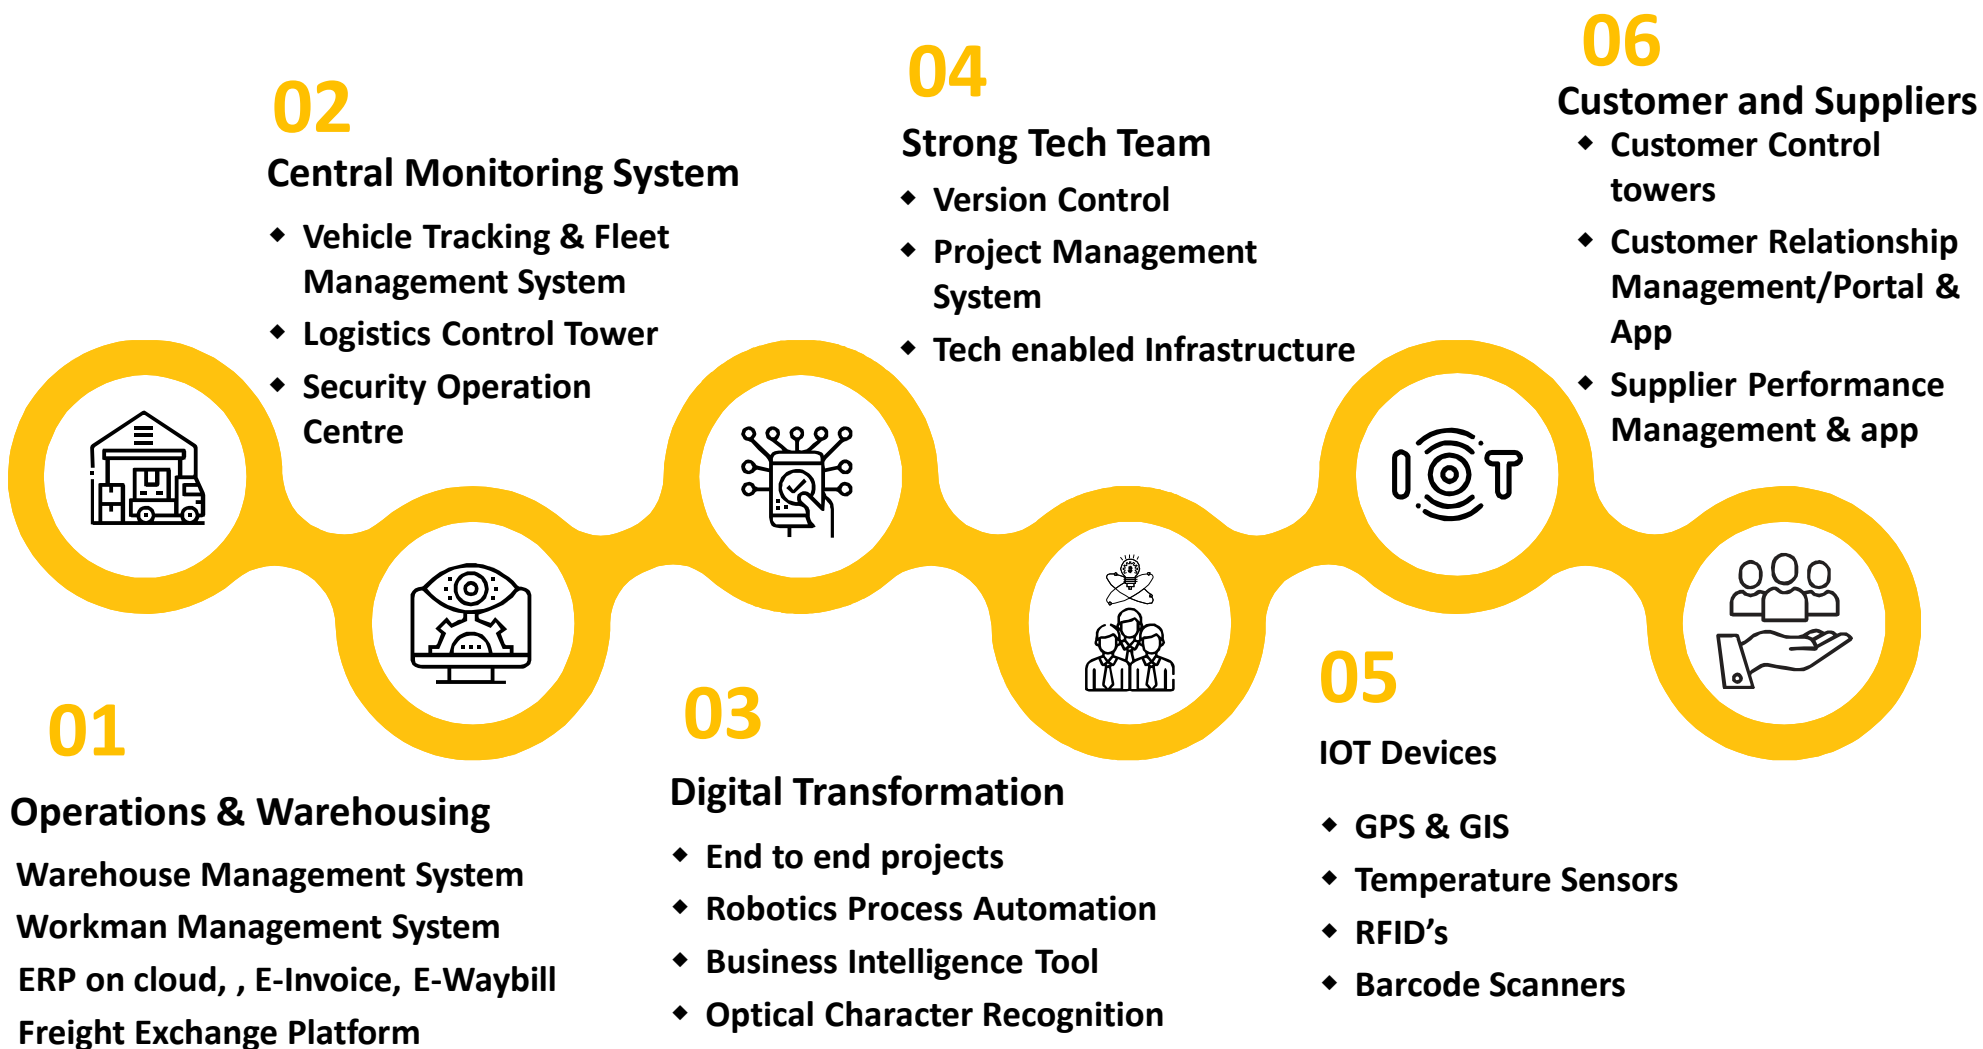 01
Operations & Warehousing
Warehouse Management System
Workman Management System
ERP on cloud, , E-Invoice, E-Waybill
Freight Exchange Platform
02
Central Monitoring System
◆ Vehicle Tracking & Fleet
Management System
◆ Logistics Control Tower
◆ Security Operation
Centre
03
Digital Transformation
◆ End to end projects
◆ Robotics Process Automation
◆ Business Intelligence Tool
◆ Optical Character Recognition
04
Strong Tech Team
◆ Version Control
◆ Project Management
System
◆ Tech enabled Infrastructure
IOT
05
IOT Devices
◆ GPS & GIS
◆ Temperature Sensors
◆ RFID’s
◆ Barcode Scanners
06
Customer and Suppliers
◆ Customer Control
towers
◆ Customer Relationship
Management/Portal &
App
◆ Supplier Performance
Management & app